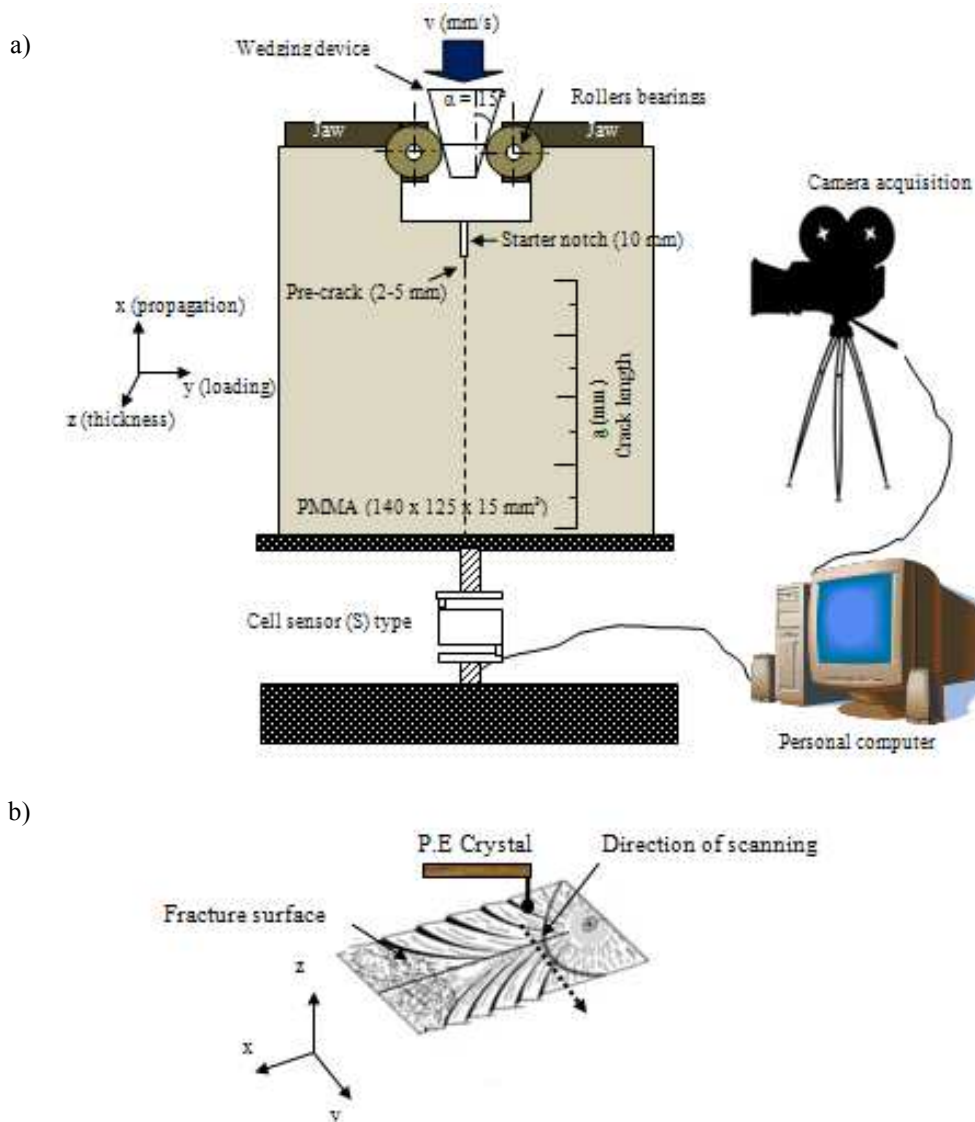 a)
v (mm/s)
Wedging device
α = 15°
Rollers bearings
Jaw
Jaw
Camera acquisition
Starter notch (10 mm)
Pre-crack (2-5 mm)
x (propagation)
y (loading)
z (thickness)
a (mm)
Crack length
PMMA (140 x 125 x 15 mm³)
Cell sensor (S) type
Personal computer
b)
P.E Crystal
Direction of scanning
Fracture surface
z
x
y